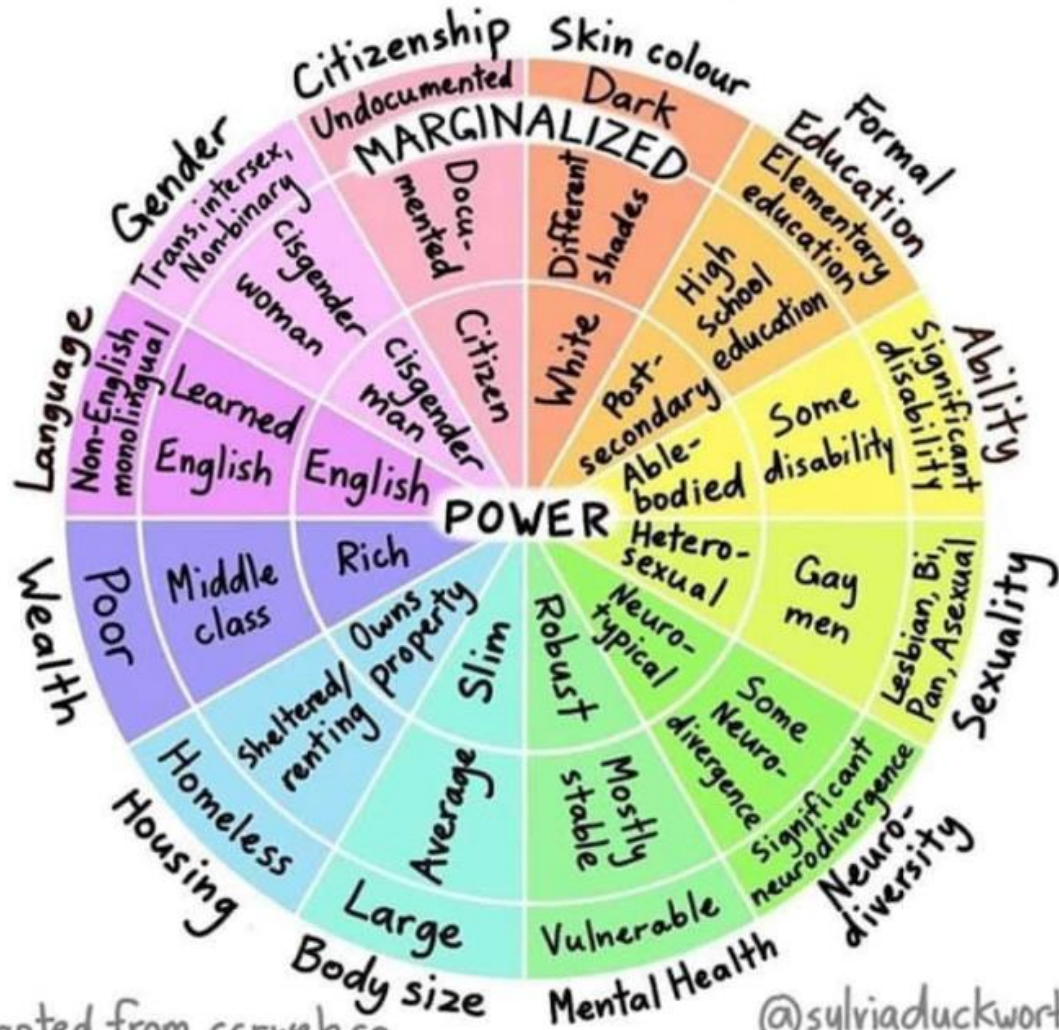 Citizenship
Undocumented
Docu-
mented
Citizen
Skin colour
Dark
Different
shades
White
Formal
Education
Elementary
education
High
school
education
Post-
secondary
Ability
Significant
disability
Some
disability
Able-
bodied
Sexuality
Lesbian, Bi,
Pan, Asexual
Gay
men
Hetero-
sexual
Neuro-
diversity
Significant
neurodivergence
Some
Neuro-
divergence
Neuro-
typical
Mental Health
Vulnerable
Mostly
stable
Robust
Body size
Large
Average
Slim
Housing
Homeless
Sheltered/
renting
Owns
property
Wealth
Poor
Middle
class
Rich
Language
Non-English
monolingual
Learned
English
English
Gender
Trans, intersex,
Non-binary
cisgender
woman
cisgender
man
MARGINALIZED
POWER
from
@sylviaduckwort